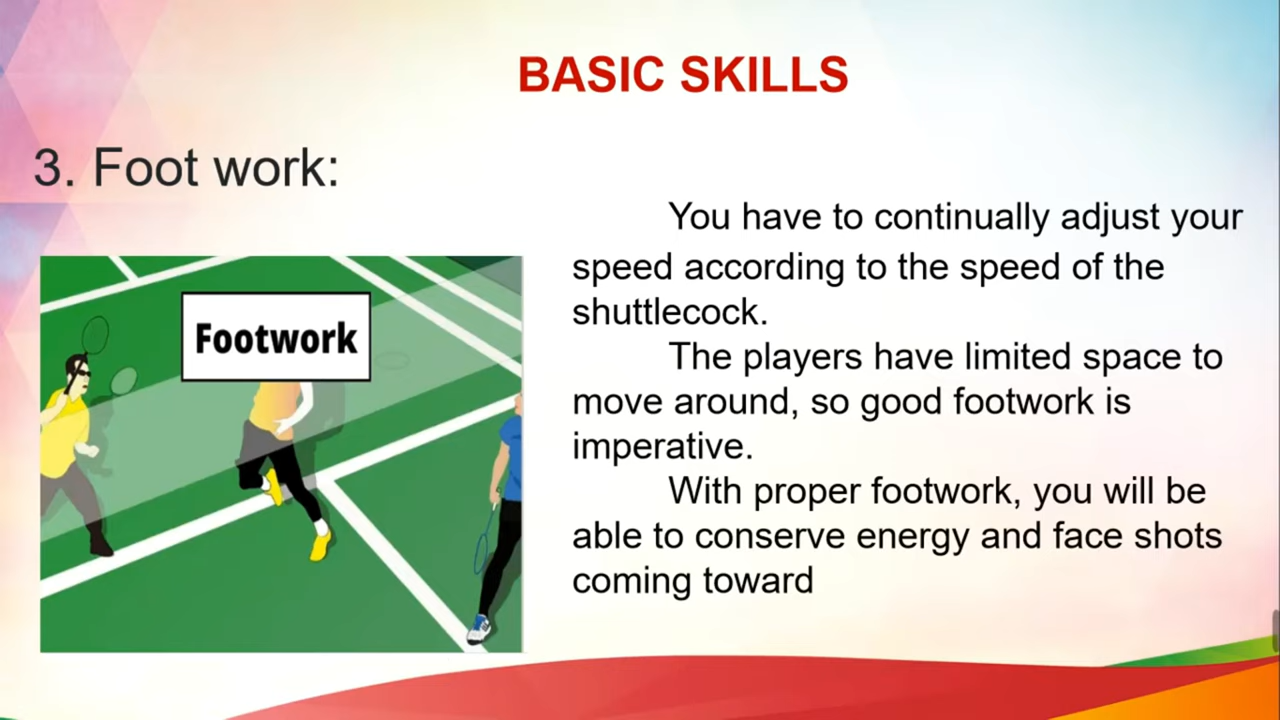 BASIC SKILLS
3. Foot work:
Footwork
You have to continually adjust your
speed according to the speed of the
shuttlecock.
The players have limited space to
move around, so good footwork is
imperative.
With proper footwork, you will be
able to conserve energy and face shots
coming toward